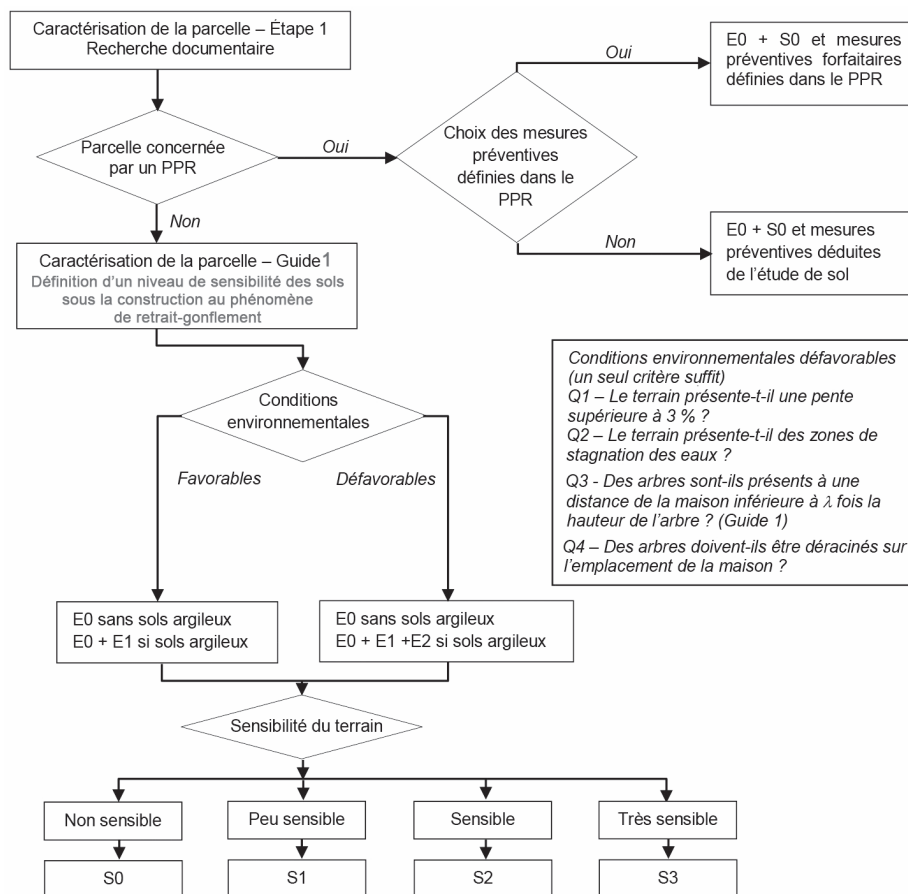 Caractérisation de la parcelle – Étape 1
Recherche documentaire
Parcelle concernée
par un PPR
Oui
Choix des mesures
préventives
définies dans le
PPR
Oui
E0 + S0 et mesures
préventives forfaitaires
définies dans le PPR
Non
E0 + S0 et mesures
préventives déduites
de l’étude de sol
Non
Caractérisation de la parcelle – Guide1
Définition d’un niveau de sensibilité des sols
sous la construction au phénomène
de retrait-gonflement
Conditions
environnementales
Favorables
Défavorables
Conditions environnementales défavorables
(un seul critère suffit)
Q1 – Le terrain présente-t-il une pente
supérieure à 3 % ?
Q2 – Le terrain présente-t-il des zones de
stagnation des eaux ?
Q3 - Des arbres sont-ils présents à une
distance de la maison inférieure à λ fois la
hauteur de l’arbre ? (Guide 1)
Q4 – Des arbres doivent-ils être déracinés sur
l’emplacement de la maison ?
E0 sans sols argileux
E0 + E1 si sols argileux
E0 sans sols argileux
E0 + E1 +E2 si sols argileux
Sensibilité du terrain
Non sensible
Peu sensible
Sensible
Très sensible
S0
S1
S2
S3